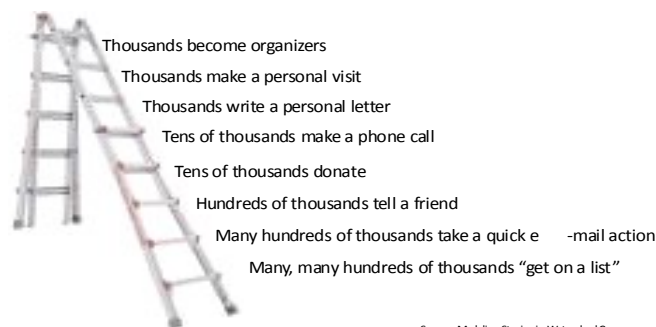 Thousands become organizers
Thousands make a personal visit
Thousands write a personal letter
Tens of thousands make a phone call
Tens of thousands donate
Hundreds of thousands tell a friend
Many hundreds of thousands take a quick e -mail action
Many, many hundreds of thousands “get on a list”